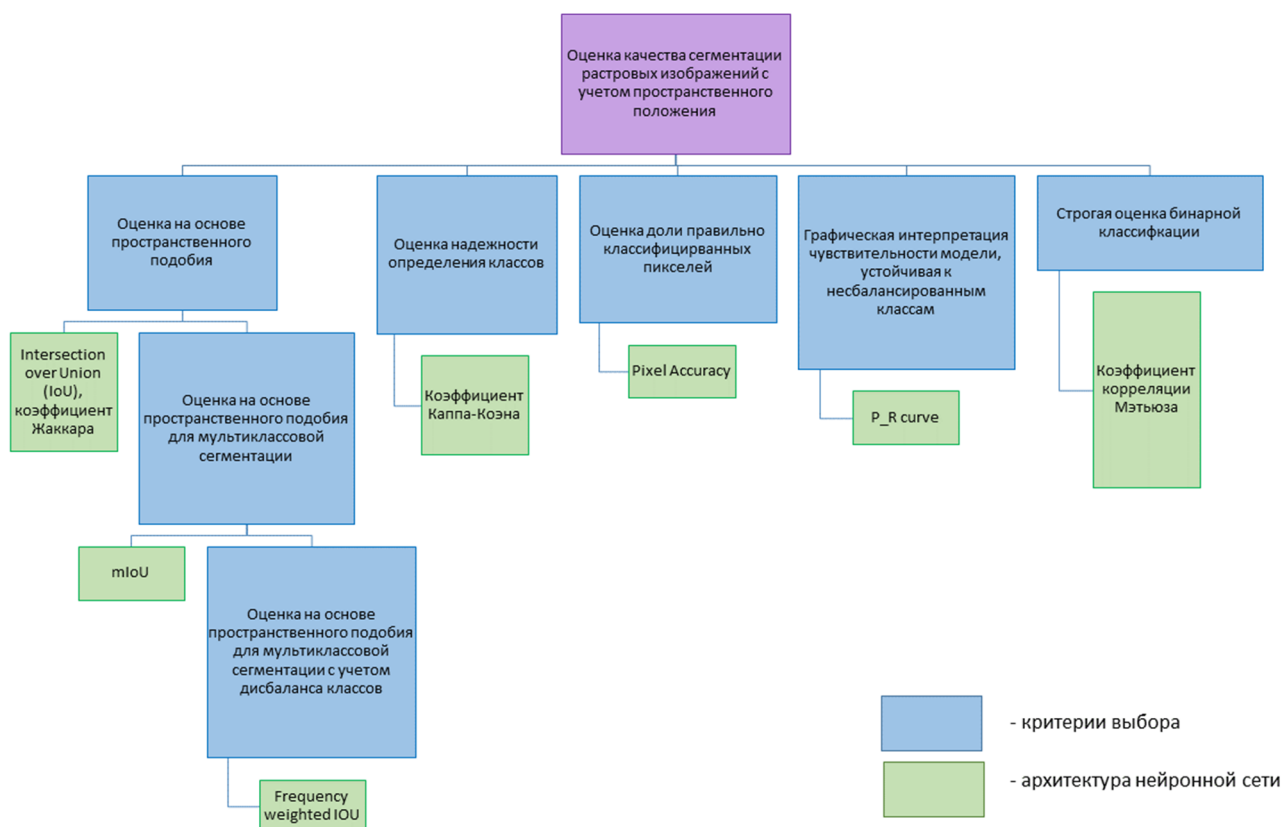 Оценка качества сегментации
растровых изображений с
учетом пространственного
положения
Оценка на основе
пространственного
подобия
Оценка надежности
определения классов
Оценка доли правильно
классифицирванных
пикселей
Графическая интерпретация
чувствительности модели,
устойчивая к
несбалансированным
классам
Строгая оценка бинарной
классифкации
Intersection
over Union
(IoU),
коэффициент
Жаккара
Оценка на основе
пространственного подобия
для мультиклассовой
сегментации
Коэффициент
Каппа-Коэна
Pixel Accuracy
P_R curve
Коэффициент
корреляции
Мэтьюза
mIoU
Оценка на основе
пространственного подобия
для мультиклассовой
сегментации с учетом
дисбаланса классов
Frequency
weighted IOU
- критерии выбора
- архитектура нейронной сети